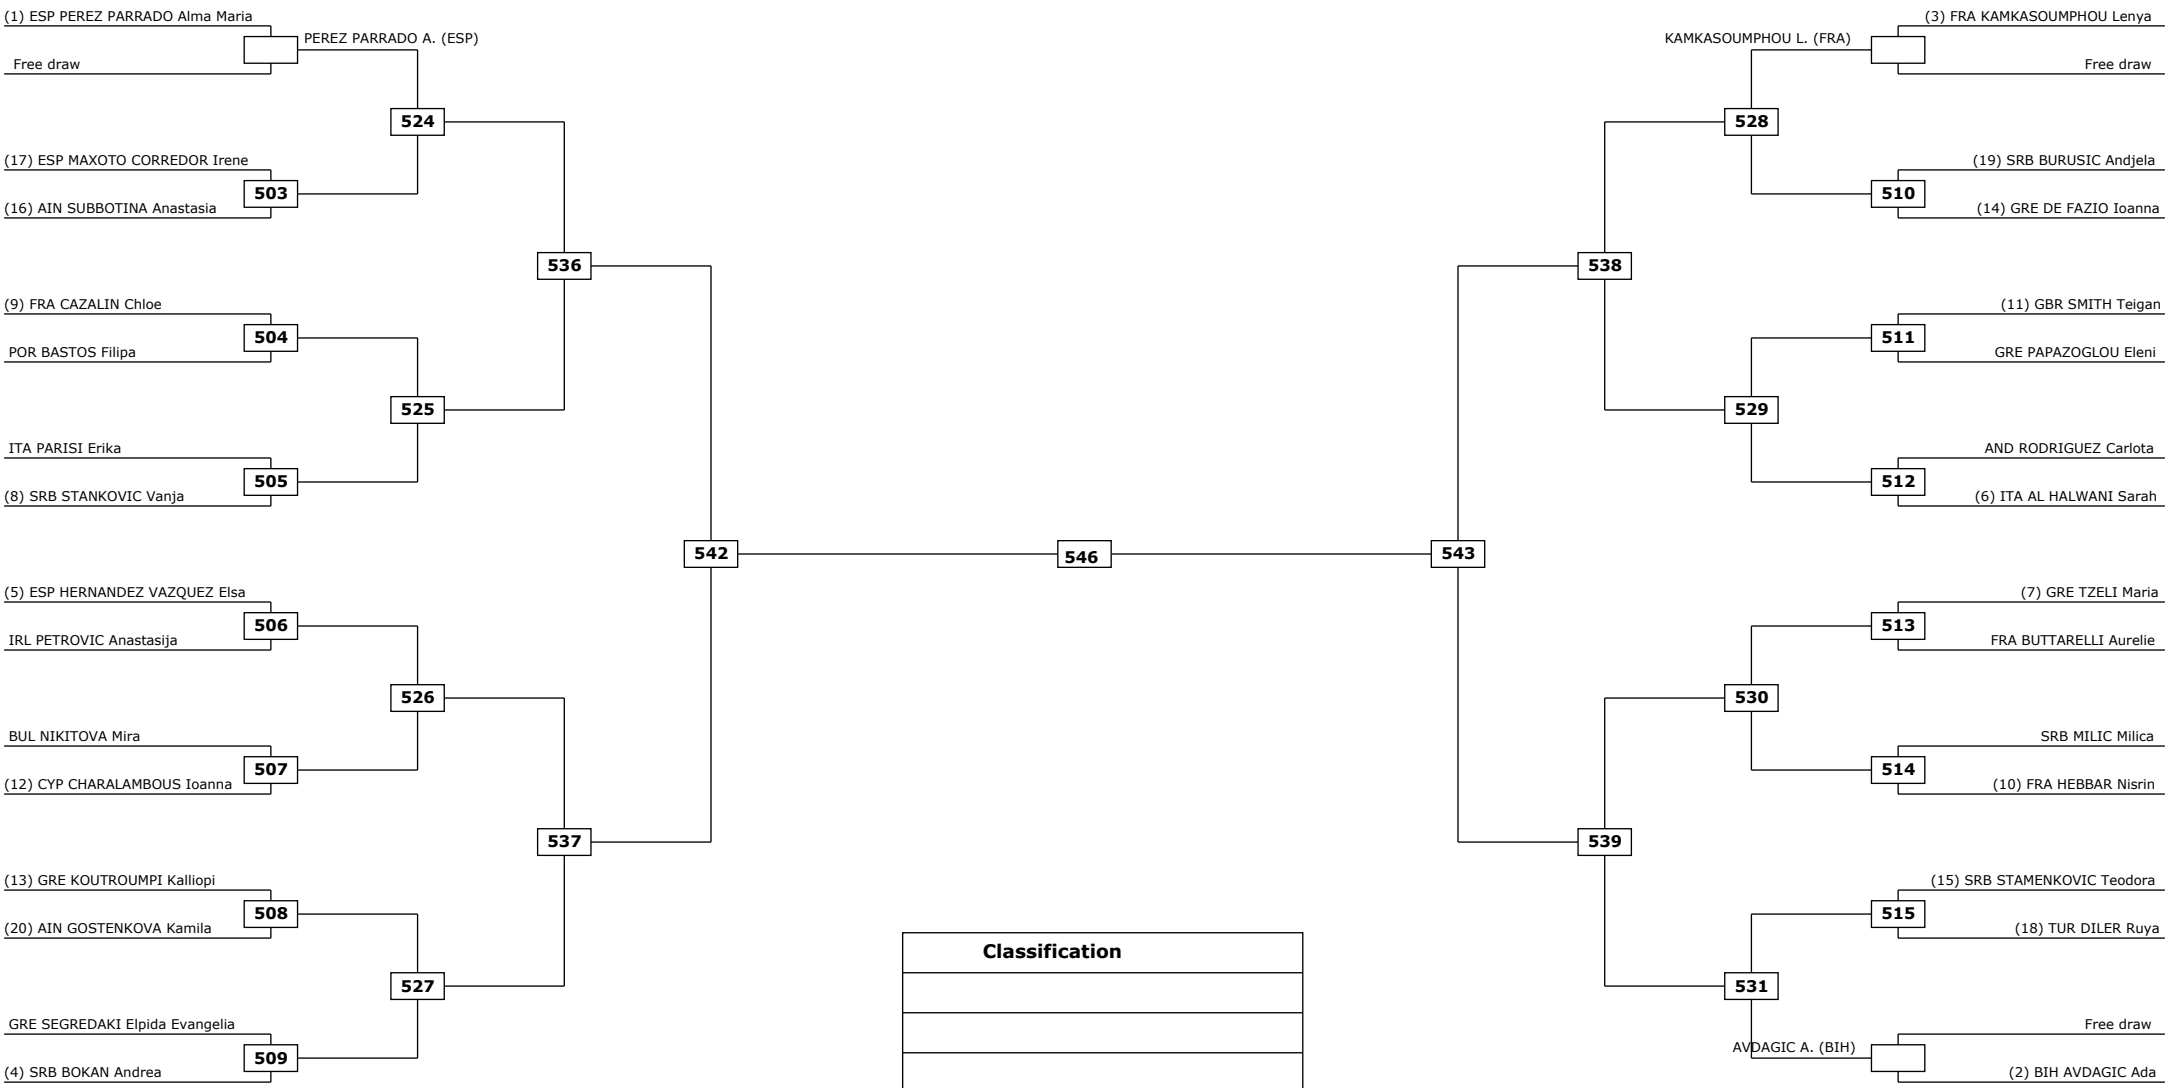 (1) ESP PEREZ PARRADO Alma Maria
PEREZ PARRADO A. (ESP)
Free draw
524
(17) ESP MAXOTO CORREDOR Irene
503
(16) AIN SUBBOTINA Anastasia
536
(9) FRA CAZALIN Chloe
504
POR BASTOS Filipa
525
ITA PARISI Erika
505
(8) SRB STANKOVIC Vanja
542
(5) ESP HERNANDEZ VAZQUEZ Elsa
506
IRL PETROVIC Anastasija
526
BUL NIKITOVA Mira
507
(12) CYP CHARALAMBOUS Ioanna
537
(13) GRE KOUTROUMPI Kalliopi
508
(20) AIN GOSTENKOVA Kamila
527
GRE SEGREDAKI Elpida Evangelia
509
(4) SRB BOKAN Andrea
546
Classification
(3) FRA KAMKASOUMPHOU Lenya
KAMKASOUMPHOU L. (FRA)
Free draw
528
(19) SRB BURUSIC Andjela
510
(14) GRE DE FAZIO Ioanna
538
(11) GBR SMITH Teigan
511
GRE PAPAZOGLOU Eleni
529
AND RODRIGUEZ Carlota
512
(6) ITA AL HALWANI Sarah
543
(7) GRE TZELI Maria
513
FRA BUTTARELLI Aurelie
530
SRB MILIC Milica
514
(10) FRA HEBBAR Nisrin
539
(15) SRB STAMENKOVIC Teodora
515
(18) TUR DILER Ruya
531
Free draw
AVDAGIC A. (BIH)
(2) BIH AVDAGIC Ada